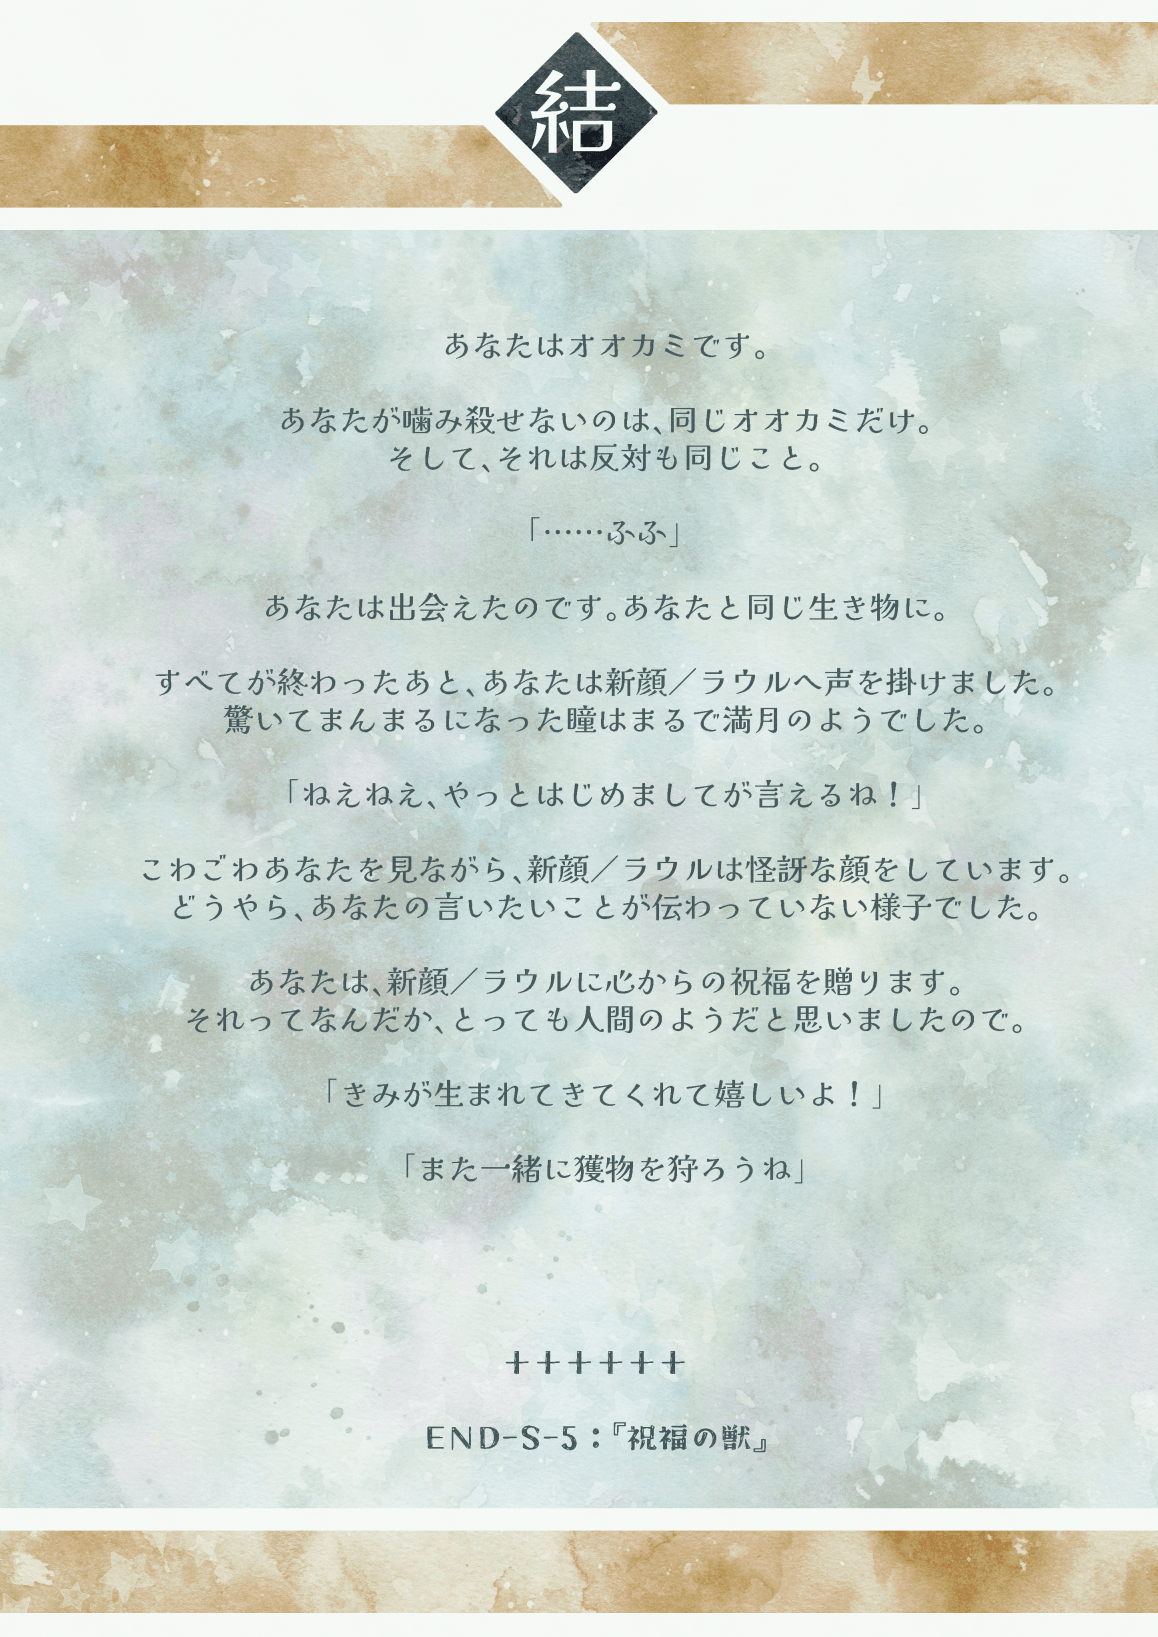 結
あなたはオオカミです。
あなたが噛み殺せないのは、同じオオカミだけ。
そして、それは反対も同じこと。
「……ふふ」
あなたは出会えたのです。あなたと同じ生き物に。
すべてが終わったあと、あなたは新顔／ラウルへ声を掛けました。
驚いてまんまるになった瞳はまるで満月のようでした。
「ねえねえ、やっとはじめましてが言えるね！」
こわごわあなたを見ながら、新顔／ラウルは怪訝な顔をしています。
どうやら、あなたの言いたいことが伝わっていない様子でした。
あなたは、新顔／ラウルに心からの祝福を贈ります。
それってなんだか、とっても人間のようだと思いましたので。
「きみが生まれてきてくれて嬉しいよ！」
「また一緒に獲物を狩ろうね」
++++++
END-S-5：『祝福の獣』